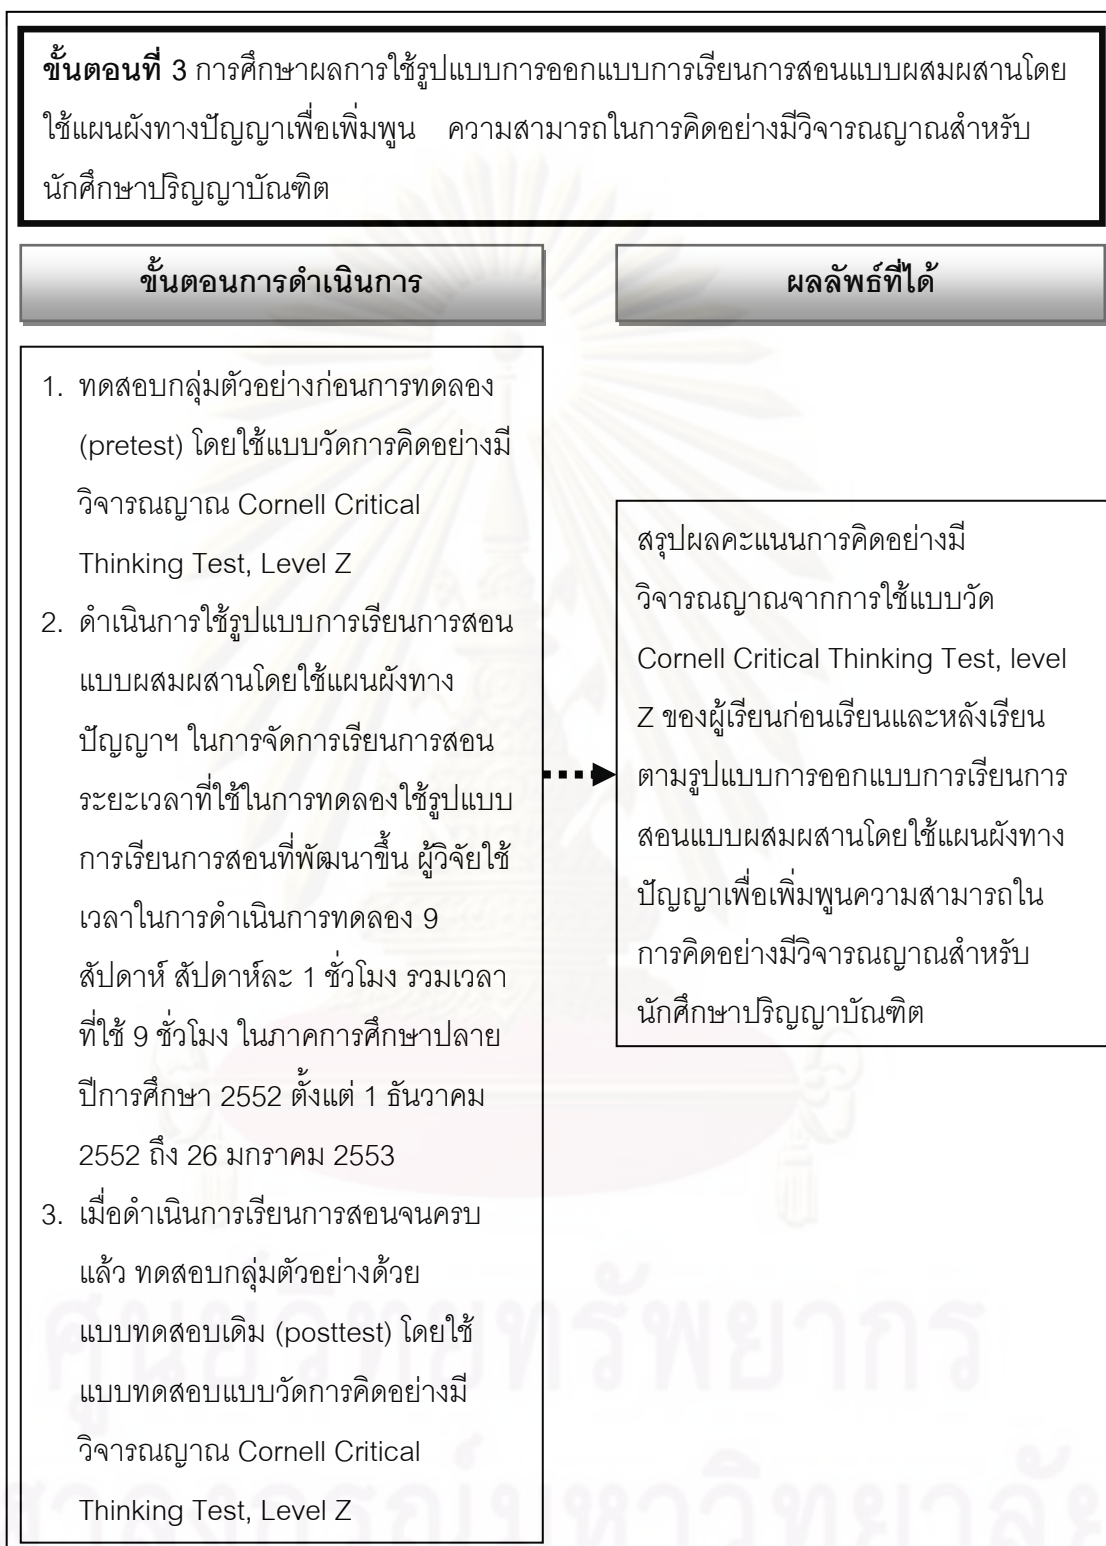 ขั้นตอนที่ 3 การศึกษาผลการใช้รูปแบบการออกแบบการเรียนการสอนแบบผสมผสานโดย
ใช้แผนผังทางปัญญาเพื่อเพิ่มพูน ความสามารถในการคิดอย่างมีวิจารณญาณสำหรับ
นักศึกษาปริญญาบัณฑิต
ขั้นตอนการดำเนินการ
1. ทดสอบกลุ่มตัวอย่างก่อนการทดลอง
(pretest) โดยใช้แบบวัดการคิดอย่างมี
วิจารณญาณ Cornell Critical
Thinking Test, Level Z
2. ดำเนินการใช้รูปแบบการเรียนการสอน
แบบผสมผสานโดยใช้แผนผังทาง
ปัญญาฯ ในการจัดการเรียนการสอน
ระยะเวลาที่ใช้ในการทดลองใช้รูปแบบ
การเรียนการสอนที่พัฒนาขึ้น ผู้วิจัยใช้
เวลาในการดำเนินการทดลอง 9
สัปดาห์ สัปดาห์ละ 1 ชั่วโมง รวมเวลา
ที่ใช้ 9 ชั่วโมง ในภาคการศึกษาปลาย
ปีการศึกษา 2552 ตั้งแต่ 1 ธันวาคม
2552 ถึง 26 มกราคม 2553
3. เมื่อดำเนินการเรียนการสอนจนครบ
แล้ว ทดสอบกลุ่มตัวอย่างด้วย
แบบทดสอบเดิม (posttest) โดยใช้
แบบทดสอบแบบวัดการคิดอย่างมี
วิจารณญาณ Cornell Critical
Thinking Test, Level Z
ผลลัพธ์ที่ได้
สรุปผลคะแนนการคิดอย่างมี
วิจารณญาณจากการใช้แบบวัด
Cornell Critical Thinking Test, level
Z ของผู้เรียนก่อนเรียนและหลังเรียน
ตามรูปแบบการออกแบบการเรียนการ
สอนแบบผสมผสานโดยใช้แผนผังทาง
ปัญญาเพื่อเพิ่มพูนความสามารถใน
การคิดอย่างมีวิจารณญาณสำหรับ
นักศึกษาปริญญาบัณฑิต
ศูนย์วิทยทรัพยากร
ฬาลงกรณ์มหาวิทยาลัย